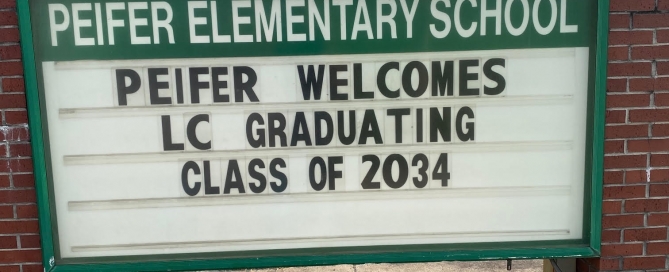 PEIFER ELEMENTARY SCHOOL
PEIFER WELCOMES
LC GRADUATING
CLASS OF 2034